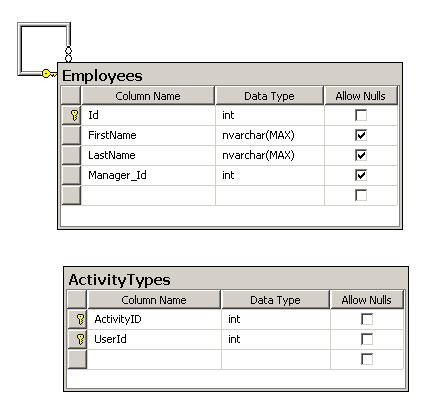 Employees
Column Name Data Type Allow Nulls
Id int
FirstName nvarchar(MAX)
LastName nvarchar(MAX)
Manager_Id int
ActivityTypes
Column Name Data Type Allow Nulls
ActivityID int
UserId int